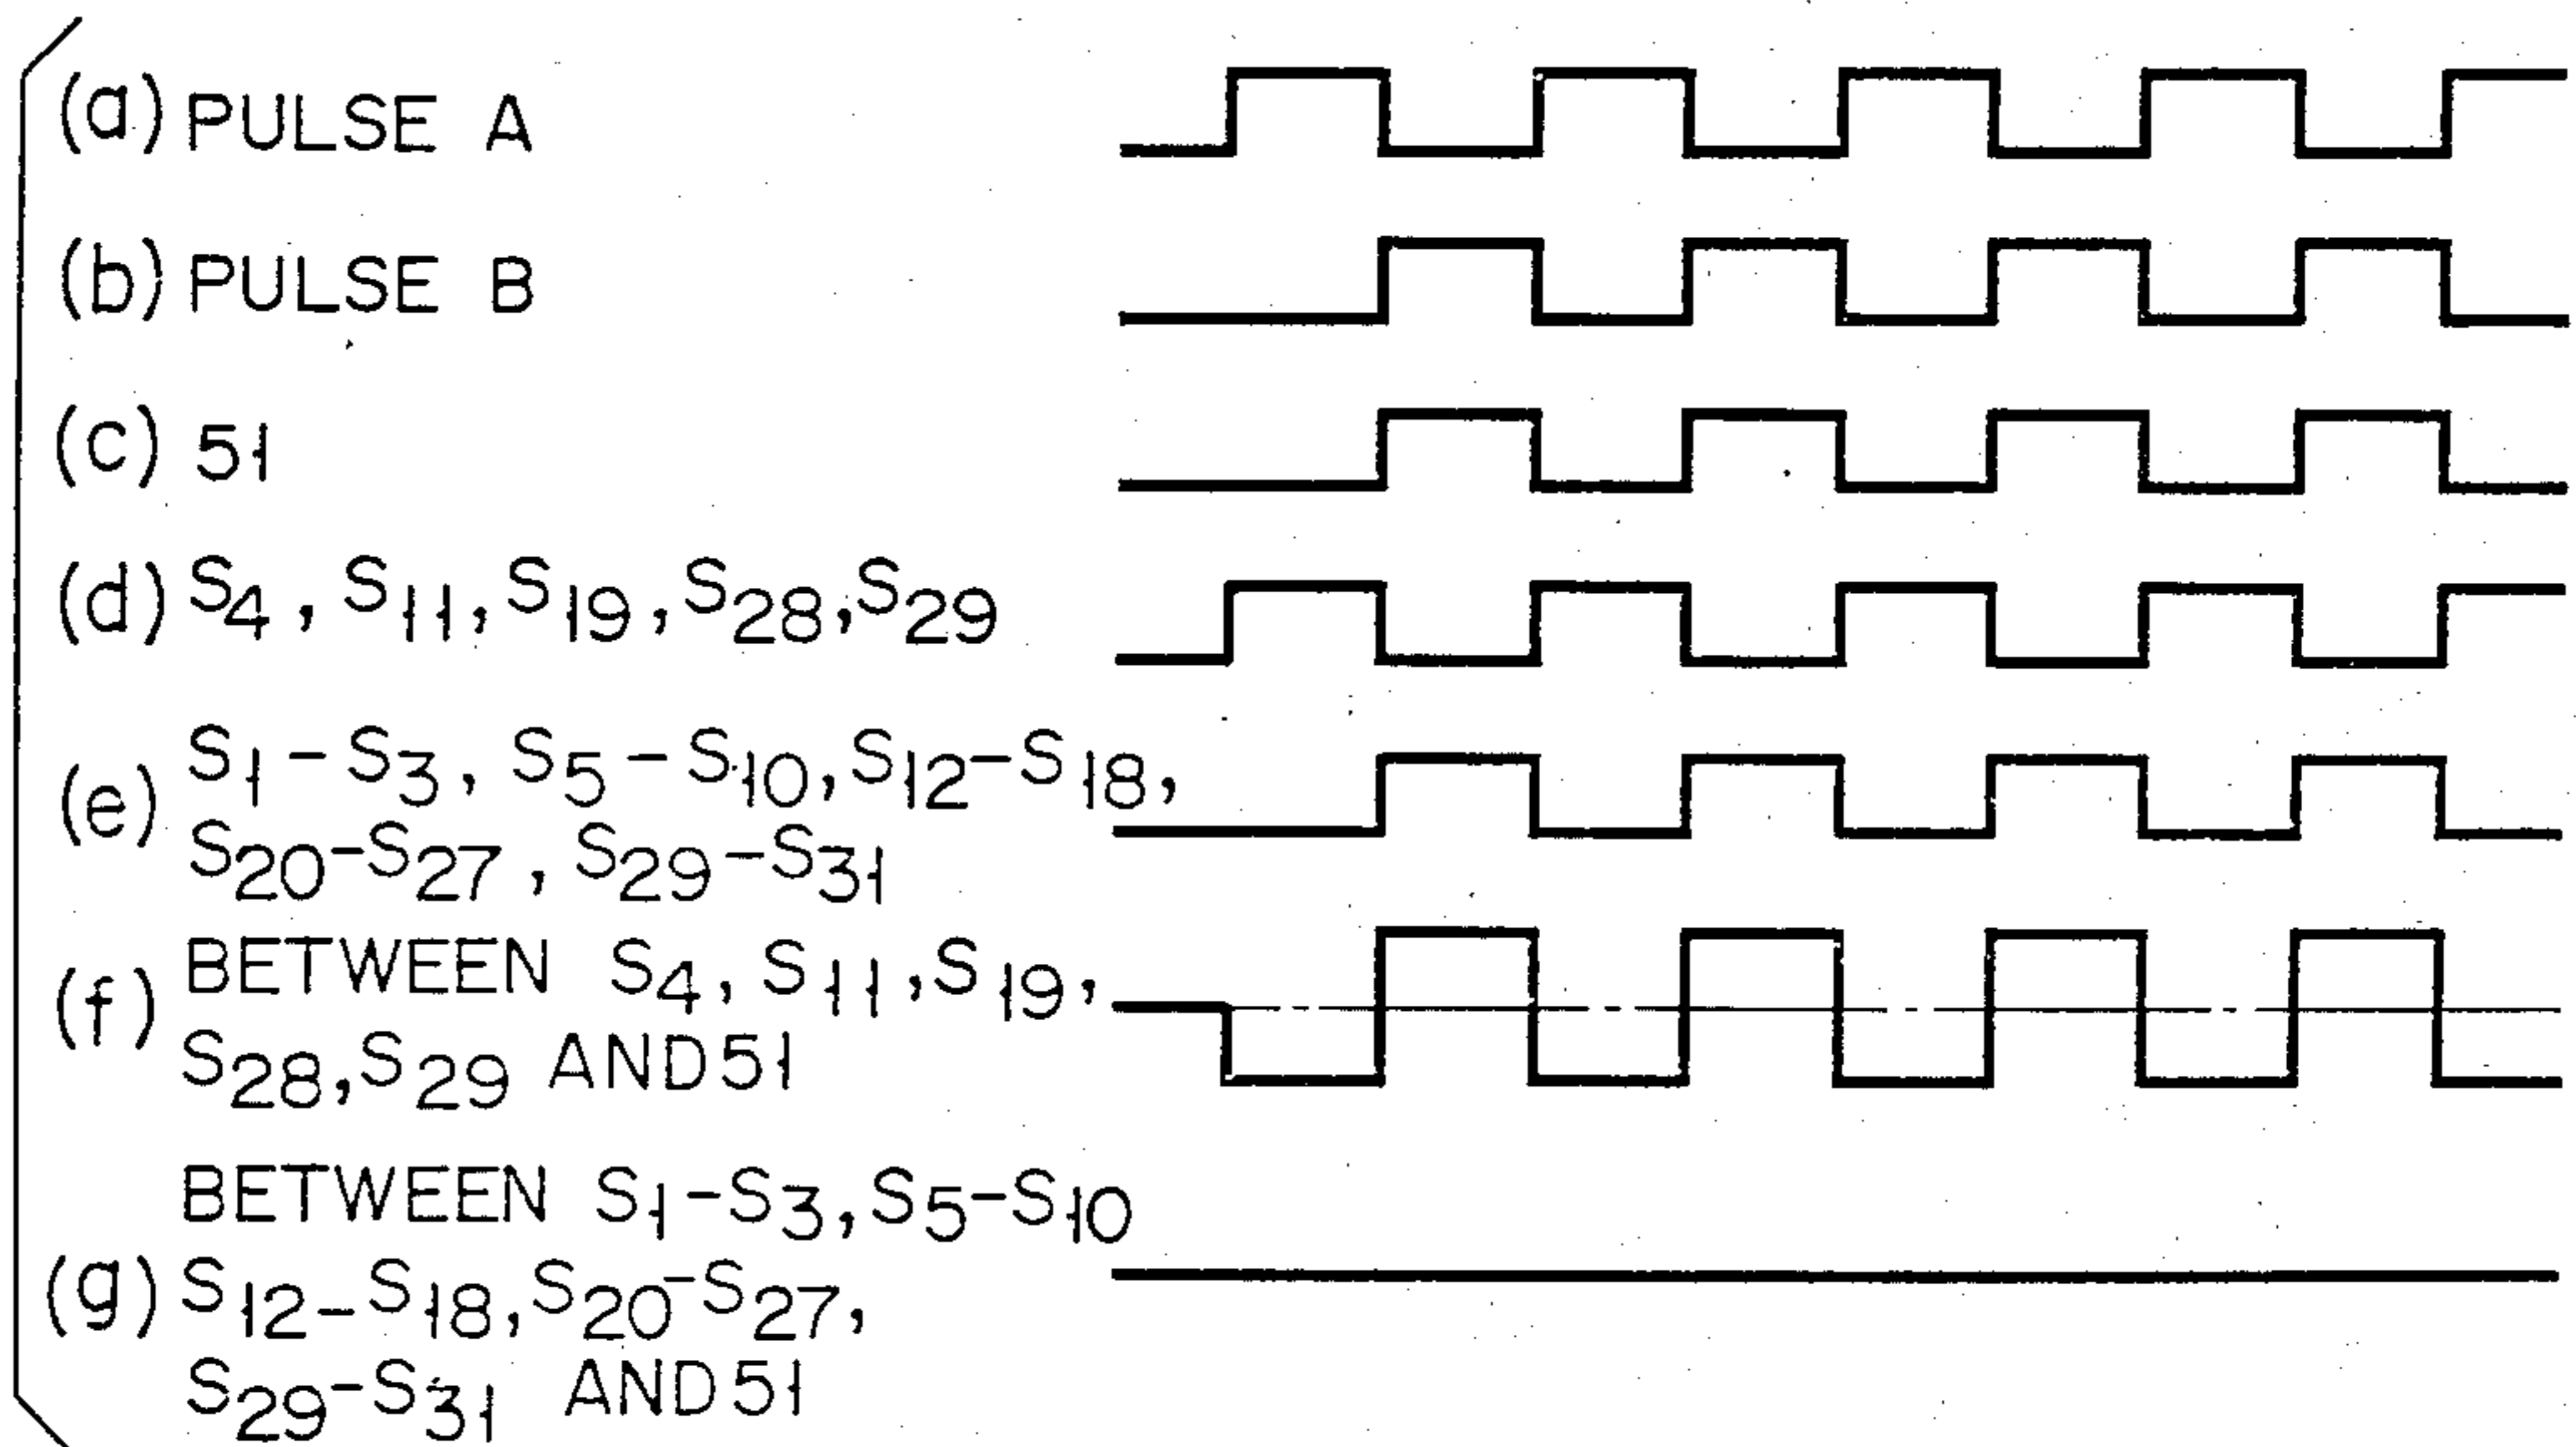 (a) PULSE A
(b) PULSE B
(c) 51
(d) S4, S11, S19, S28, S29
(e) S1-S3, S5-S10, S12-S18,
S20-S27, S29-S31
(f) BETWEEN S4, S11, S19,
S28, S29 AND 51
BETWEEN S1-S3, S5-S10
(g) S12-S18, S20-S27,
S29-S31 AND 51